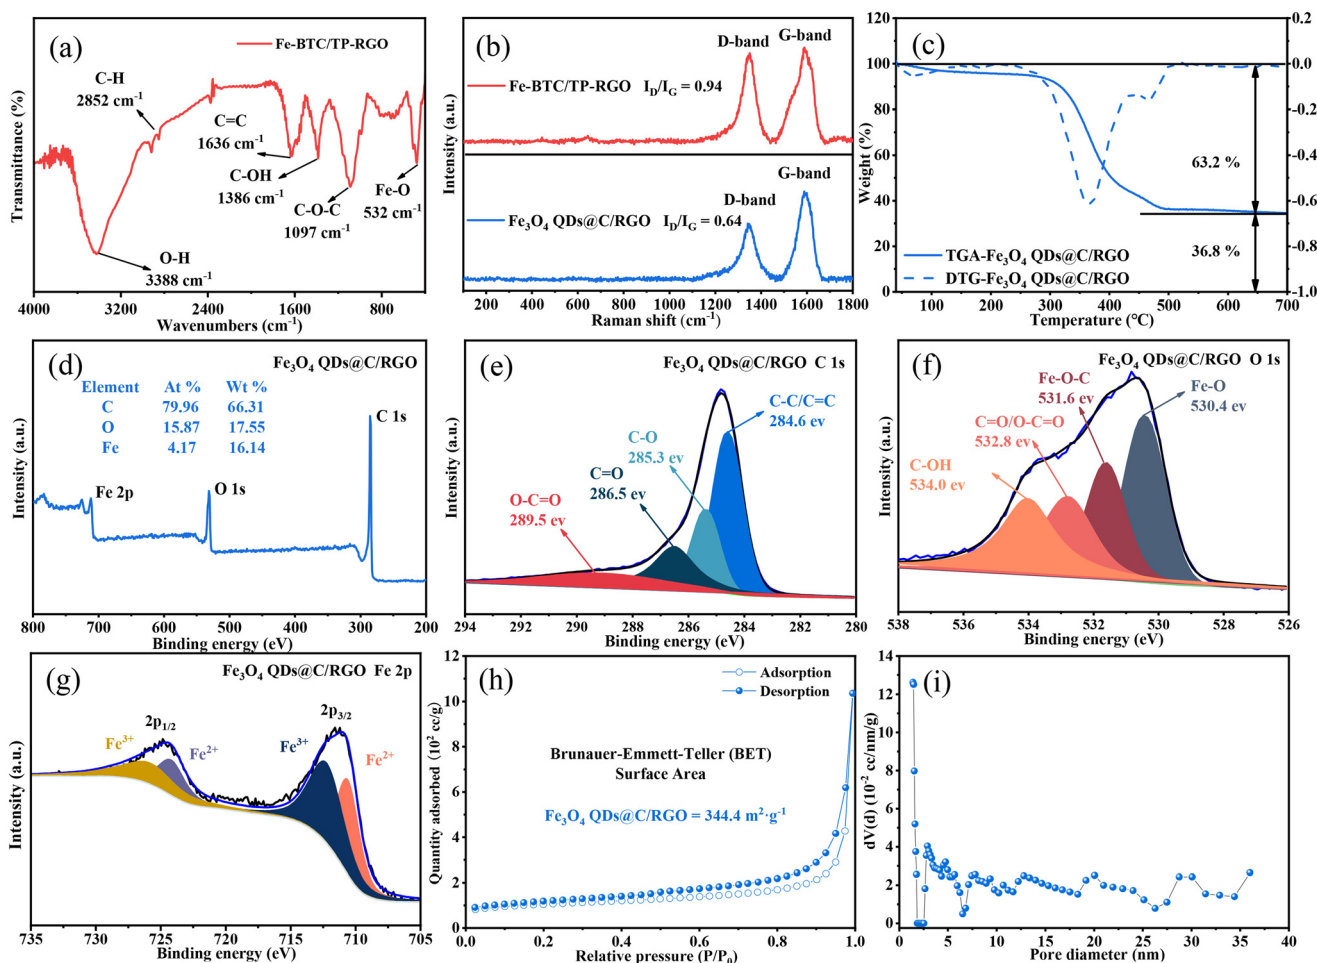 (a)
Fe-BTC/TP-RGO
C-H
2852 cm⁻¹
C=C
1636 cm⁻¹
C-OH
1386 cm⁻¹
C-O-C
1097 cm⁻¹
Fe-O
532 cm⁻¹
O-H
3388 cm⁻¹
Transmittance (%)
4000 3200 2400 1600 800
Wavenumbers (cm⁻¹)
(b)
D-band
G-band
Fe-BTC/TP-RGO I_D/I_G = 0.94
D-band
G-band
Fe₃O₄ QDs@C/RGO I_D/I_G = 0.64
Intensity (a.u.)
200 400 600 800 1000 1200 1400 1600 1800
Raman shift (cm⁻¹)
(c)
120
100
80
60
40
20
0
Weight (%)
0.2
0.0
-0.2
-0.4
-0.6
-0.8
-1.0
63.2 %
36.8 %
TGA-Fe₃O₄ QDs@C/RGO
DTG-Fe₃O₄ QDs@C/RGO
100 200 300 400 500 600 700
Temperature (℃)
(d)
Fe₃O₄ QDs@C/RGO
Element At % Wt %
C 79.96 66.31
O 15.87 17.55
Fe 4.17 16.14
C 1s
Fe 2p
O 1s
Intensity (a.u.)
800 700 600 500 400 300 200
Binding energy (eV)
(e)
Fe₃O₄ QDs@C/RGO C 1s
C-C/C=C
284.6 ev
C-O
285.3 ev
C=O
286.5 ev
O-C=O
289.5 ev
Intensity (a.u.)
294 292 290 288 286 284 282 280
Binding energy (eV)
(f)
Fe₃O₄ QDs@C/RGO O 1s
Fe-O-C
531.6 ev
Fe-O
530.4 ev
C=O/O-C=O
532.8 ev
C-OH
534.0 ev
Intensity (a.u.)
538 536 534 532 530 528 526
Binding energy (eV)
(g)
Fe₃O₄ QDs@C/RGO Fe 2p
2p₁/₂
2p₃/₂
Fe³⁺
Fe²⁺
Fe³⁺
Fe²⁺
Intensity (a.u.)
735 730 725 720 715 710 705
Binding energy (eV)
(h)
Adsorption
Desorption
Brunauer-Emmett-Teller (BET)
Surface Area
Fe₃O₄ QDs@C/RGO = 344.4 m²·g⁻¹
Quantity adsorbed (10² cc/g)
12
10
8
6
4
2
0
0.0 0.2 0.4 0.6 0.8 1.0
Relative pressure (P/P₀)
(i)
dV(d) (10⁻² cc/nm/g)
14
12
10
8
6
4
2
0
0 5 10 15 20 25 30 35 40
Pore diameter (nm)